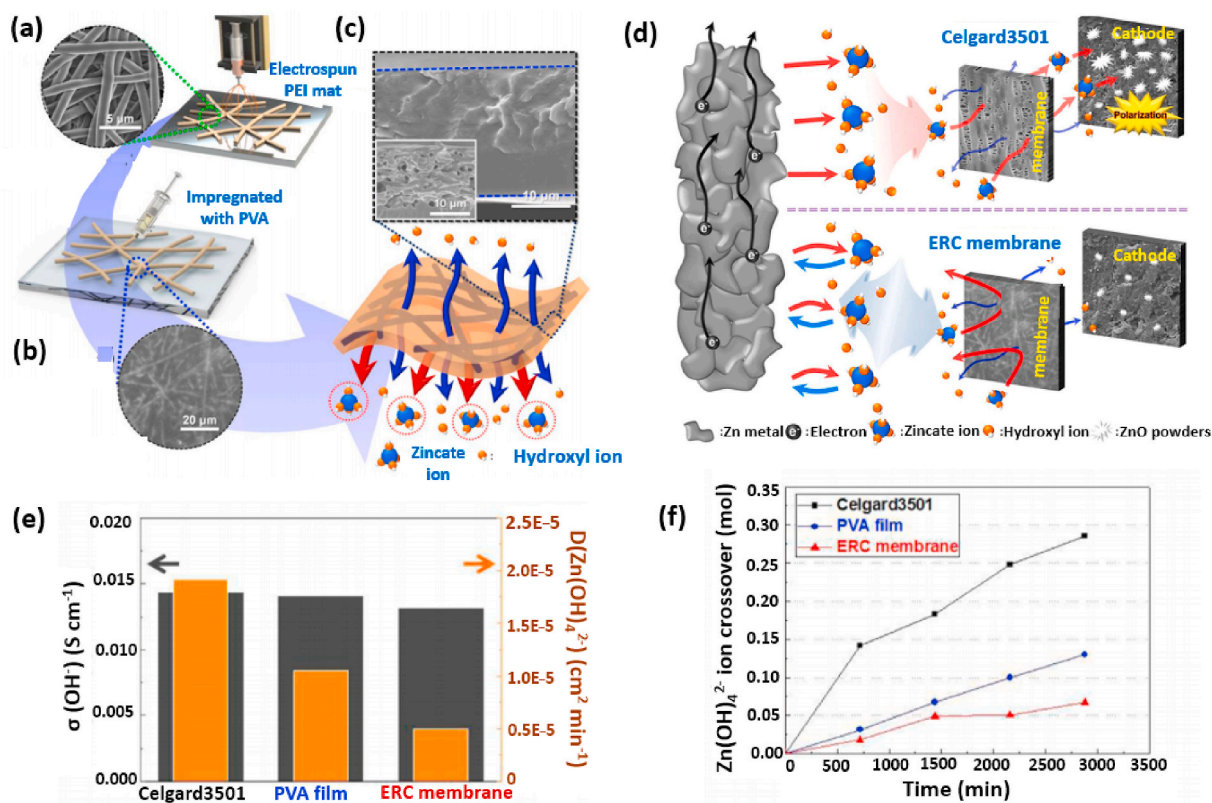 (a)
5 μm
Electrospun
PEI mat
Impregnated
with PVA
(b)
20 μm
(c)
10 μm
10 μm
Zincate
ion
: Hydroxyl ion
(d)
Celgard3501
membrane
Cathode
Polarization
e-
e-
e-
e-
e-
ERC membrane
membrane
Cathode
:Zn metal e-:Electron :Zincate ion :Hydroxyl ion :ZnO powders
(e)
σ (OH-) (S cm-1)
0.020
0.015
0.010
0.005
0.000
2.5E-5
2.0E-5
1.5E-5
1.0E-5
0.5E-5
0
D(Zn(OH)4 2-) (cm2 min-1)
Celgard3501 PVA film ERC membrane
(f)
Zn(OH)4 2- ion crossover (mol)
0.35
0.30
0.25
0.20
0.15
0.10
0.05
0.00
Celgard3501
PVA film
ERC membrane
0 500 1000 1500 2000 2500 3000 3500
Time (min)